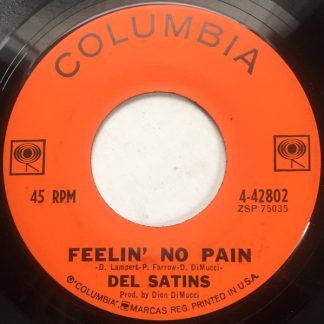 COLUMBIA
45 RPM
4-42802
ZSP 75035
FEELIN' NO PAIN
-D. Lampert-P. Farrow-D. DiMucci-
DEL SATINS
Prod. by Dion DiMucci
® "COLUMBIA", MARCAS REG. PRINTED IN U.S.A.